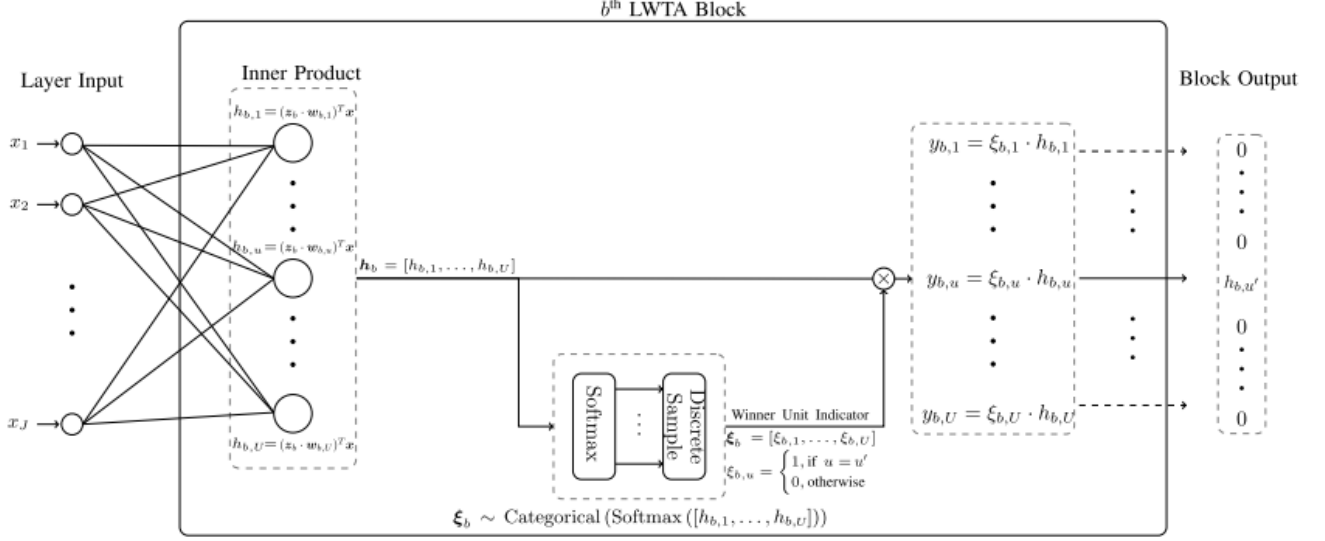 bᵗʰ LWTA Block
Layer Input
Inner Product
Block Output
h_{b,1} = (z_b · w_{b,1})^T x
x_1
y_{b,1} = ξ_{b,1} · h_{b,1}
0
x_2
h_{b,u} = (z_b · w_{b,u})^T x
0
h_b = [h_{b,1}, . . . , h_{b,U}]
×
y_{b,u} = ξ_{b,u} · h_{b,u}
h_{b,u'}
0
Softmax
. . .
Discrete
Sample
Winner Unit Indicator
ξ_b = [ξ_{b,1}, . . . , ξ_{b,U}]
ξ_{b,u} = { 1, if u = u'
0, otherwise
x_J
y_{b,U} = ξ_{b,U} · h_{b,U}
0
h_{b,U} = (z_b · w_{b,U})^T x
ξ_b ∼ Categorical (Softmax ([h_{b,1}, . . . , h_{b,U}]))